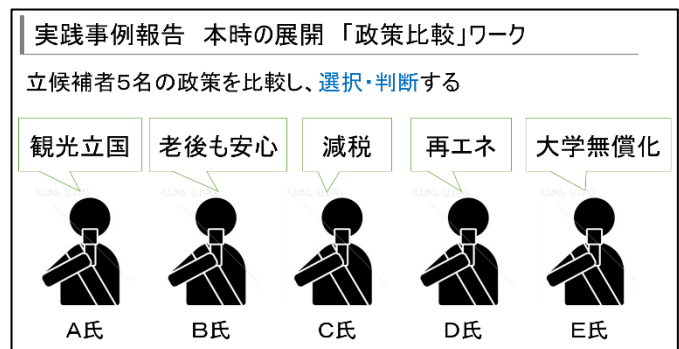 実践事例報告 本時の展開 「政策比較」ワーク
立候補者5名の政策を比較し、選択・判断する
観光立国 老後も安心 減税 再エネ 大学無償化
A氏 B氏 C氏 D氏 E氏